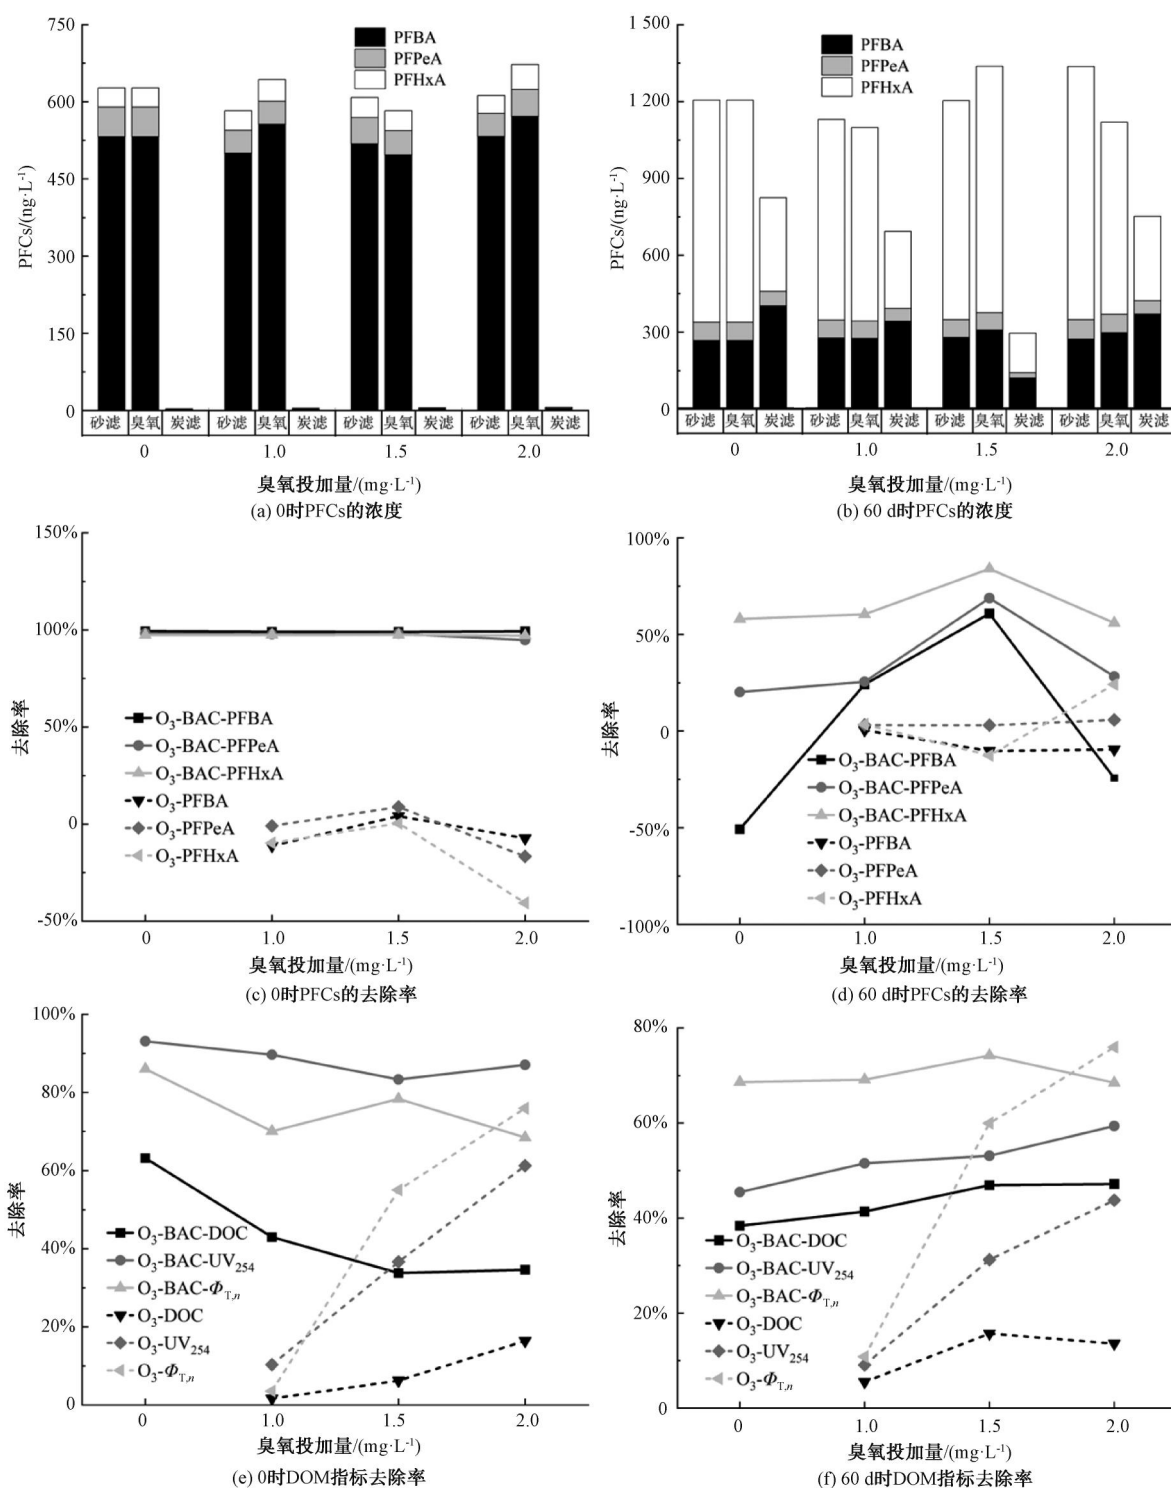 750
600
450
300
150
0
PFCs/(ng·L⁻¹)
PFBA
PFPeA
PFHxA
砂滤 臭氧 炭滤 砂滤 臭氧 炭滤 砂滤 臭氧 炭滤 砂滤 臭氧 炭滤
0 1.0 1.5 2.0
臭氧投加量/(mg·L⁻¹)
(a) 0时PFCs的浓度
1 500
1 200
900
600
300
0
PFCs/(ng·L⁻¹)
PFBA
PFPeA
PFHxA
砂滤 臭氧 炭滤 砂滤 臭氧 炭滤 砂滤 臭氧 炭滤 砂滤 臭氧 炭滤
0 1.0 1.5 2.0
臭氧投加量/(mg·L⁻¹)
(b) 60 d时PFCs的浓度
150%
100%
50%
0
-50%
去除率
O₃-BAC-PFBA
O₃-BAC-PFPeA
O₃-BAC-PFHxA
O₃-PFBA
O₃-PFPeA
O₃-PFHxA
0 1.0 1.5 2.0
臭氧投加量/(mg·L⁻¹)
(c) 0时PFCs的去除率
100%
50%
0
-50%
-100%
去除率
O₃-BAC-PFBA
O₃-BAC-PFPeA
O₃-BAC-PFHxA
O₃-PFBA
O₃-PFPeA
O₃-PFHxA
0 1.0 1.5 2.0
臭氧投加量/(mg·L⁻¹)
(d) 60 d时PFCs的去除率
100%
80%
60%
40%
20%
0
去除率
O₃-BAC-DOC
O₃-BAC-UV₂₅₄
O₃-BAC-Φ_T,n
O₃-DOC
O₃-UV₂₅₄
O₃-Φ_T,n
0 1.0 1.5 2.0
臭氧投加量/(mg·L⁻¹)
(e) 0时DOM指标去除率
80%
60%
40%
20%
0
去除率
O₃-BAC-DOC
O₃-BAC-UV₂₅₄
O₃-BAC-Φ_T,n
O₃-DOC
O₃-UV₂₅₄
O₃-Φ_T,n
0 1.0 1.5 2.0
臭氧投加量/(mg·L⁻¹)
(f) 60 d时DOM指标去除率